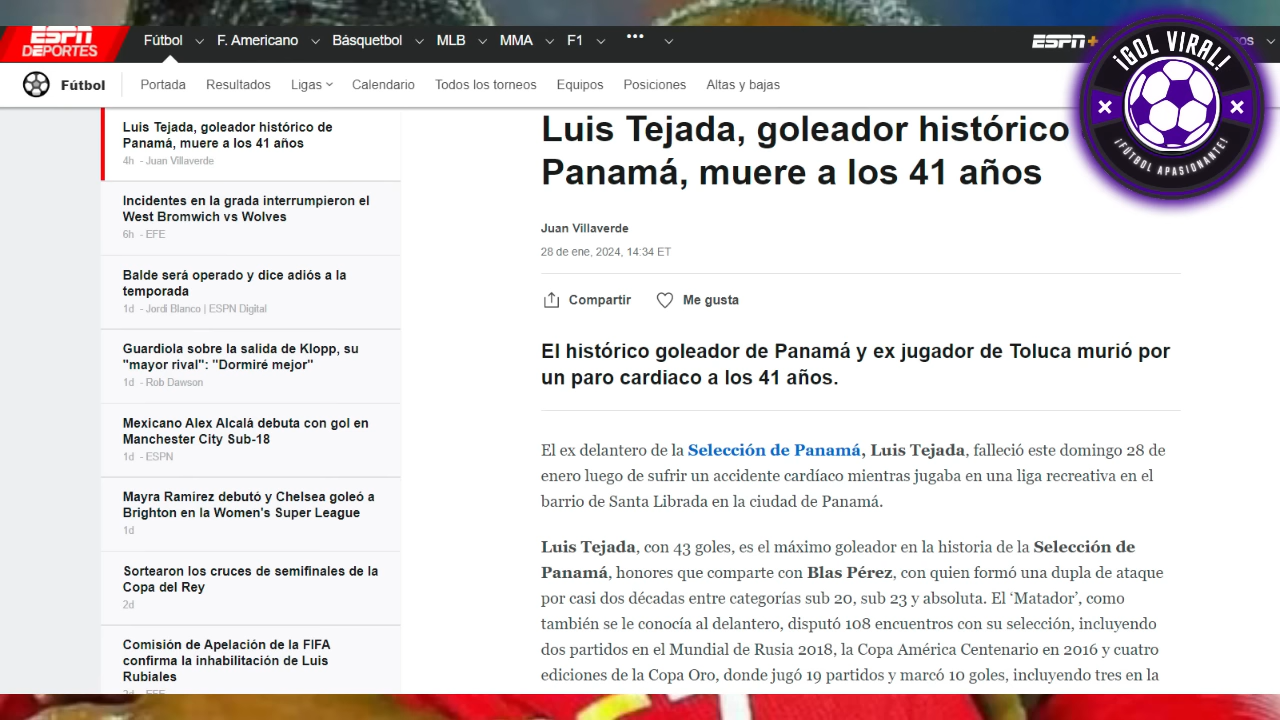 ESPN
DEPORTES
Fútbol
F. Americano
Básquetbol
MLB
MMA
F1
•••
ESPN+
os
¡GOL VIRAL!
¡FÚTBOL APASIONANTE!
Fútbol
Portada
Resultados
Ligas
Calendario
Todos los torneos
Equipos
Posiciones
Altas y bajas
Luis Tejada, goleador histórico de
Panamá, muere a los 41 años
4h - Juan Villaverde
Incidentes en la grada interrumpieron el
West Bromwich vs Wolves
6h - EFE
Balde será operado y dice adiós a la
temporada
1d - Jordi Blanco | ESPN Digital
Guardiola sobre la salida de Klopp, su
"mayor rival": "Dormiré mejor"
1d - Rob Dawson
Mexicano Alex Alcalá debuta con gol en
Manchester City Sub-18
1d - ESPN
Mayra Ramírez debutó y Chelsea goleó a
Brighton en la Women's Super League
1d
Sortearon los cruces de semifinales de la
Copa del Rey
2d
Comisión de Apelación de la FIFA
confirma la inhabilitación de Luis
Rubiales
Luis Tejada, goleador histórico
Panamá, muere a los 41 años
Juan Villaverde
28 de ene, 2024, 14:34 ET
Compartir
Me gusta
El histórico goleador de Panamá y ex jugador de Toluca murió por
un paro cardiaco a los 41 años.
El ex delantero de la Selección de Panamá, Luis Tejada, falleció este domingo 28 de
enero luego de sufrir un accidente cardíaco mientras jugaba en una liga recreativa en el
barrio de Santa Librada en la ciudad de Panamá.
Luis Tejada, con 43 goles, es el máximo goleador en la historia de la Selección de
Panamá, honores que comparte con Blas Pérez, con quien formó una dupla de ataque
por casi dos décadas entre categorías sub 20, sub 23 y absoluta. El ‘Matador’, como
también se le conocía al delantero, disputó 108 encuentros con su selección, incluyendo
dos partidos en el Mundial de Rusia 2018, la Copa América Centenario en 2016 y cuatro
ediciones de la Copa Oro, donde jugó 19 partidos y marcó 10 goles, incluyendo tres en la